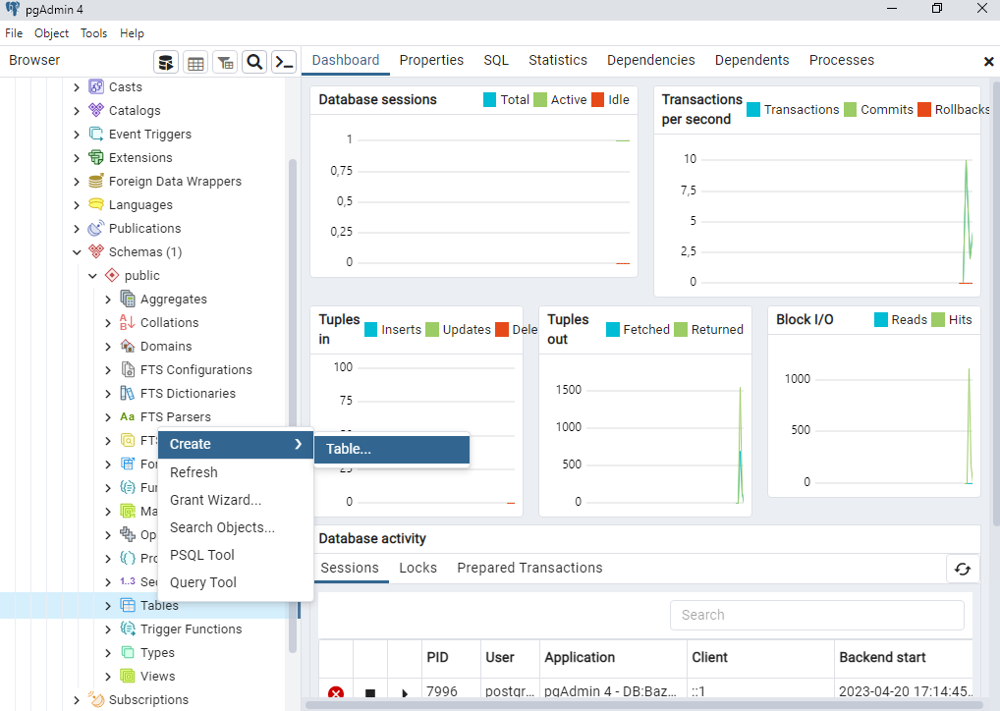 pgAdmin 4
File Object Tools Help
Browser
Dashboard Properties SQL Statistics Dependencies Dependents Processes
Casts
Catalogs
Event Triggers
Extensions
Foreign Data Wrappers
Languages
Publications
Schemas (1)
public
Aggregates
Collations
Domains
FTS Configurations
FTS Dictionaries
Aa FTS Parsers
FTS
For
Fun
Ma
Op
Pro
1..3 Sec
Tables
Trigger Functions
Types
Views
Subscriptions
Create
Refresh
Grant Wizard...
Search Objects...
PSQL Tool
Query Tool
Table...
Database sessions
Total Active Idle
1
0,75
0,5
0,25
0
Transactions per second
Transactions Commits Rollbacks
10
7,5
5
2,5
0
Tuples in
Inserts Updates Dele
100
75
25
0
Tuples out
Fetched Returned
1500
1000
500
0
Block I/O
Reads Hits
1000
500
0
Database activity
Sessions Locks Prepared Transactions
Search
PID User Application Client Backend start
7996 postgr... pgAdmin 4 - DB:Baz... ::1 2023-04-20 17:14:45...